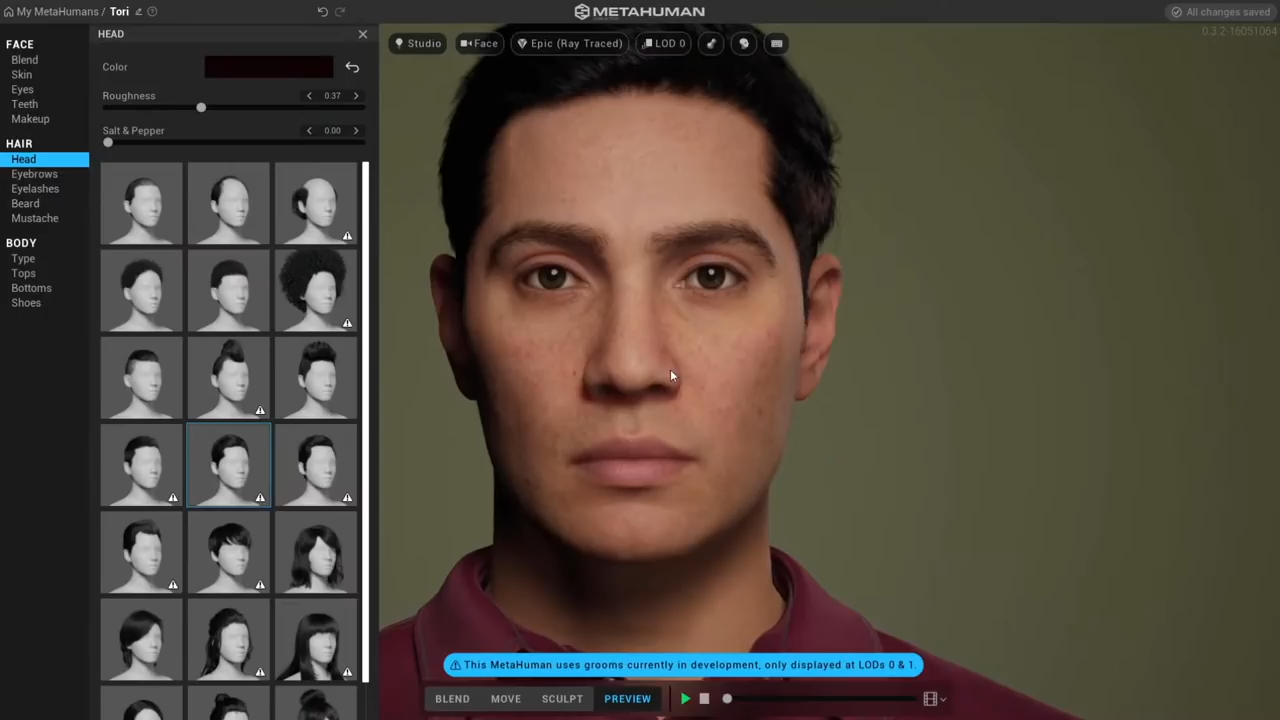 My MetaHumans / Tori
METAHUMAN
All changes saved
0.3.2-16051064
FACE
Blend
Skin
Eyes
Teeth
Makeup
HAIR
Head
Eyebrows
Eyelashes
Beard
Mustache
BODY
Type
Tops
Bottoms
Shoes
HEAD
Color
Roughness
0.37
Salt & Pepper
0.00
Studio
Face
Epic (Ray Traced)
LOD 0
This MetaHuman uses grooms currently in development, only displayed at LODs 0 & 1.
BLEND
MOVE
SCULPT
PREVIEW